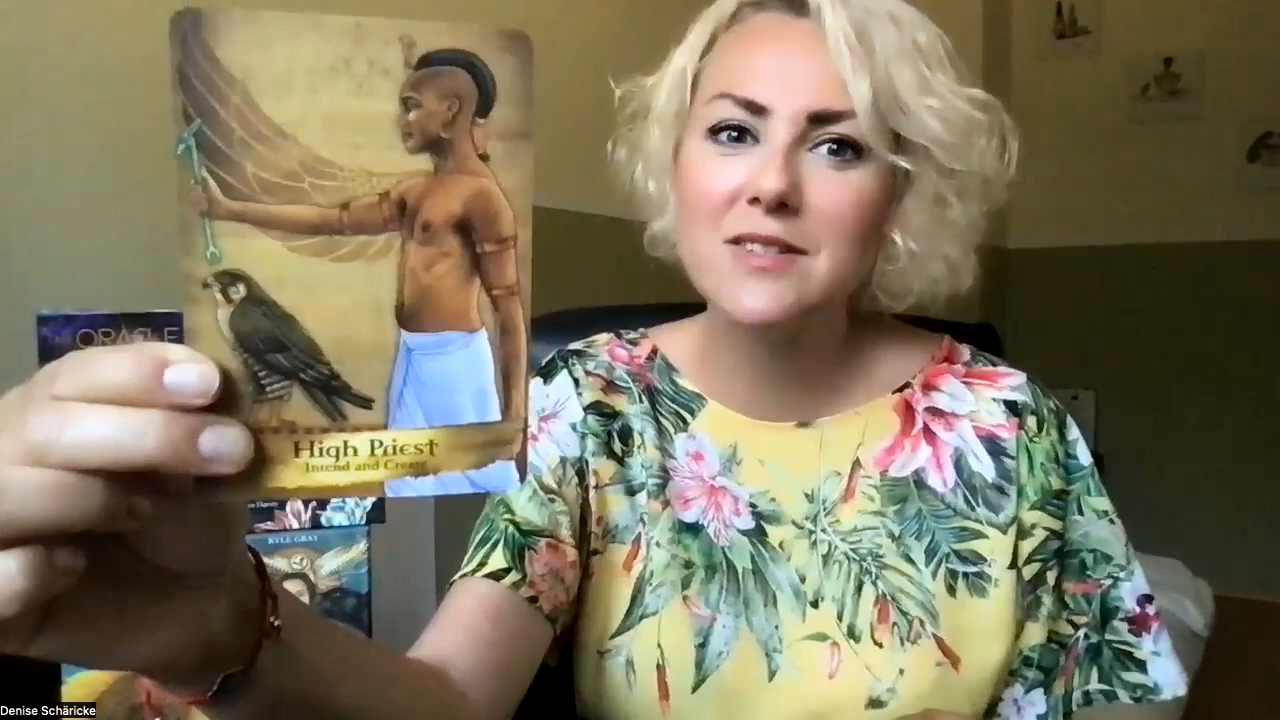 ORACLE
High Priest
Intend and Create
KYLE GRAY
Denise Schäricke